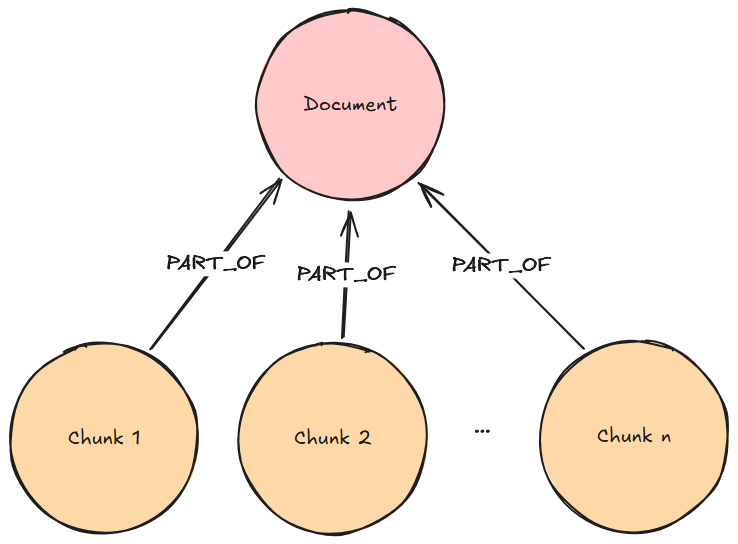 Document
PART_OF
PART_OF
PART_OF
Chunk 1
Chunk 2
...
Chunk n